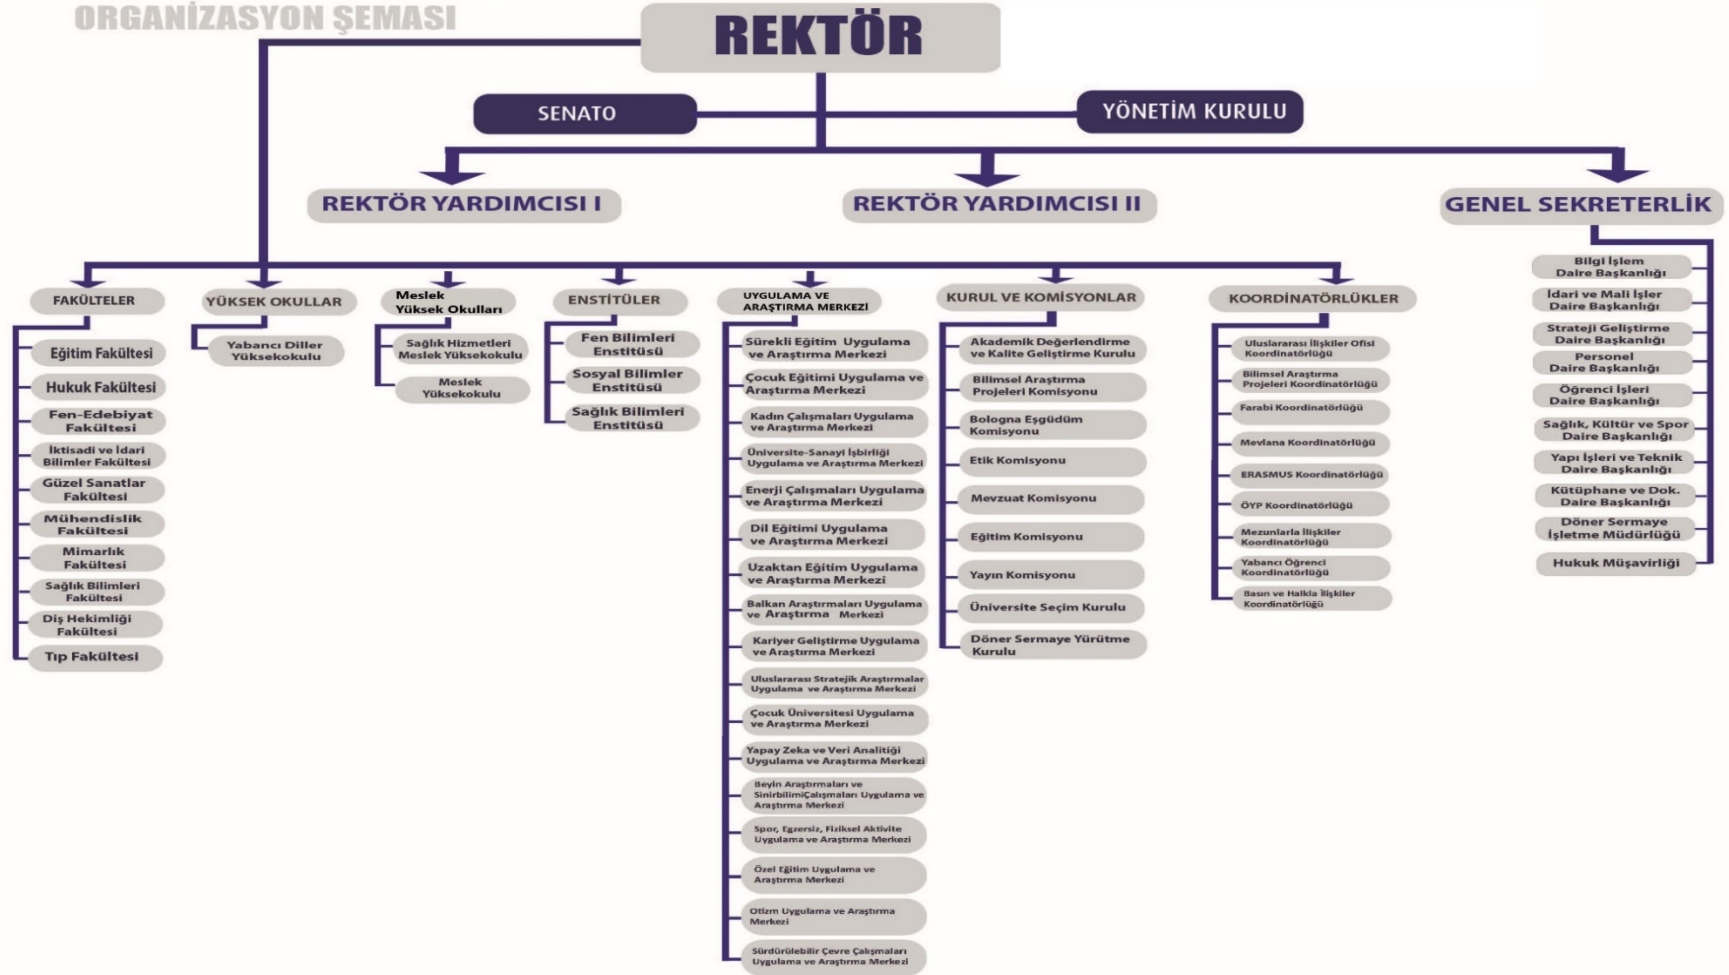 ORGANİZASYON ŞEMASI
REKTÖR
SENATO
YÖNETİM KURULU
REKTÖR YARDIMCISI I
REKTÖR YARDIMCISI II
GENEL SEKRETERLİK
FAKÜLTELER
Eğitim Fakültesi
Hukuk Fakültesi
Fen-Edebiyat
Fakültesi
İktisadi ve İdari
Bilimler Fakültesi
Güzel Sanatlar
Fakültesi
Mühendislik
Fakültesi
Mimarlık
Fakültesi
Sağlık Bilimleri
Fakültesi
Diş Hekimliği
Fakültesi
Tıp Fakültesi
YÜKSEK OKULLAR
Yabancı Diller
Yüksekokulu
Meslek
Yüksek Okulları
Sağlık Hizmetleri
Meslek Yüksekokulu
Meslek
Yüksekokulu
ENSTİTÜLER
Fen Bilimleri
Enstitüsü
Sosyal Bilimler
Enstitüsü
Sağlık Bilimleri
Enstitüsü
UYGULAMA VE
ARAŞTIRMA MERKEZİ
Sürekli Eğitim Uygulama
ve Araştırma Merkezi
Çocuk Eğitimi Uygulama ve
Araştırma Merkezi
Kadın Çalışmaları Uygulama
ve Araştırma Merkezi
Üniversite-Sanayi İşbirliği
Uygulama ve Araştırma Merkezi
Enerji Çalışmaları Uygulama
ve Araştırma Merkezi
Dil Eğitimi Uygulama
ve Araştırma Merkezi
Uzaktan Eğitim Uygulama
ve Araştırma Merkezi
Balkan Araştırmaları Uygulama
ve Araştırma Merkezi
Kariyer Geliştirme Uygulama
ve Araştırma Merkezi
Uluslararası Stratejik Araştırmalar
Uygulama ve Araştırma Merkezi
Çocuk Üniversitesi Uygulama
ve Araştırma Merkezi
Yapay Zeka ve Veri Analitiği
Uygulama ve Araştırma Merkezi
Beyin Araştırmaları ve
SinirbilimiÇalışmaları Uygulama ve
Araştırma Merkezi
Spor, Egzersiz, Fiziksel Aktivite
Uygulama ve Araştırma Merkezi
Özel Eğitim Uygulama ve
Araştırma Merkezi
Otizm Uygulama ve Araştırma
Merkezi
Sürdürülebilir Çevre Çalışmaları
Uygulama ve Araştırma Merkezi
KURUL VE KOMİSYONLAR
Akademik Değerlendirme
ve Kalite Geliştirme Kurulu
Bilimsel Araştırma
Projeleri Komisyonu
Bologna Eşgüdüm
Komisyonu
Etik Komisyonu
Mevzuat Komisyonu
Eğitim Komisyonu
Yayın Komisyonu
Üniversite Seçim Kurulu
Döner Sermaye Yürütme
Kurulu
KOORDİNATÖRLÜKLER
Uluslararası İlişkiler Ofisi
Koordinatörlüğü
Bilimsel Araştırma
Projeleri Koordinatörlüğü
Farabi Koordinatörlüğü
Mevlana Koordinatörlüğü
ERASMUS Koordinatörlüğü
ÖYP Koordinatörlüğü
Mezunlarla İlişkiler
Koordinatörlüğü
Yabancı Öğrenci
Koordinatörlüğü
Basın ve Halkla İlişkiler
Koordinatörlüğü
Bilgi İşlem
Daire Başkanlığı
İdari ve Mali İşler
Daire Başkanlığı
Strateji Geliştirme
Daire Başkanlığı
Personel
Daire Başkanlığı
Öğrenci İşleri
Daire Başkanlığı
Sağlık, Kültür ve Spor
Daire Başkanlığı
Yapı İşleri ve Teknik
Daire Başkanlığı
Kütüphane ve Dok.
Daire Başkanlığı
Döner Sermaye
İşletme Müdürlüğü
Hukuk Müşavirliği